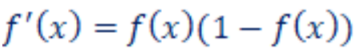 f'(x) = f(x)(1 − f(x))